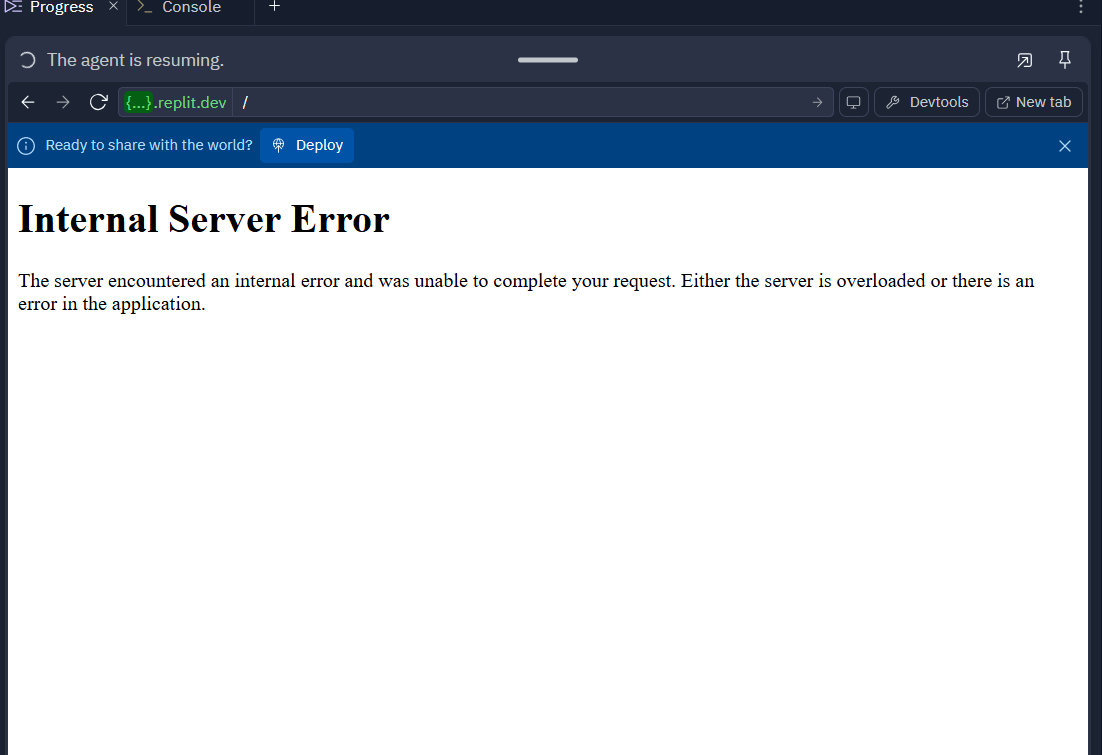 Progress
Console
The agent is resuming.
{...}.replit.dev /
Devtools
New tab
Ready to share with the world? Deploy
Internal Server Error
The server encountered an internal error and was unable to complete your request. Either the server is overloaded or there is an
error in the application.